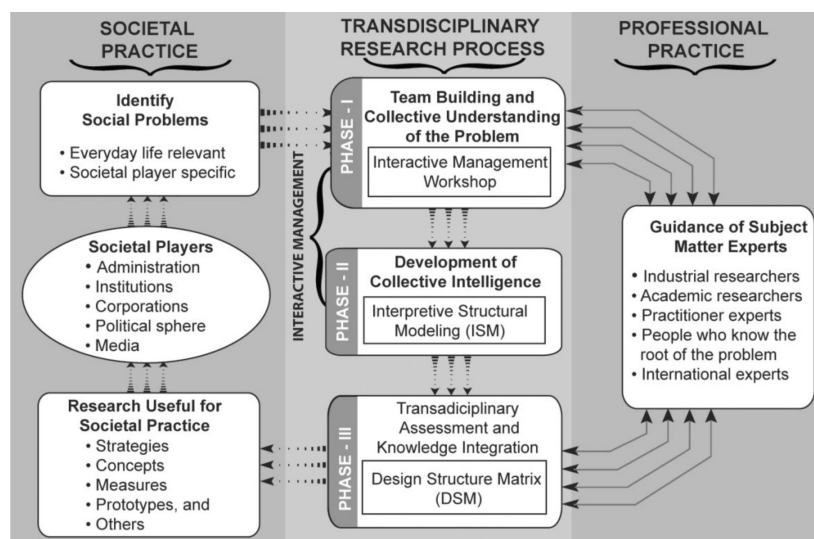 SOCIETAL
PRACTICE
TRANSDISCIPLINARY
RESEARCH PROCESS
PROFESSIONAL
PRACTICE
Identify
Social Problems
• Everyday life relevant
• Societal player specific
Societal Players
• Administration
• Institutions
• Corporations
• Political sphere
• Media
Research Useful for
Societal Practice
• Strategies
• Concepts
• Measures
• Prototypes, and
• Others
INTERACTIVE MANAGEMENT
PHASE - I
Team Building and
Collective Understanding
of the Problem
Interactive Management
Workshop
PHASE - II
Development of
Collective Intelligence
Interpretive Structural
Modeling (ISM)
PHASE - III
Transadiciplinary
Assessment and
Knowledge Integration
Design Structure Matrix
(DSM)
Guidance of Subject
Matter Experts
• Industrial researchers
• Academic researchers
• Practitioner experts
• People who know the
root of the problem
• International experts